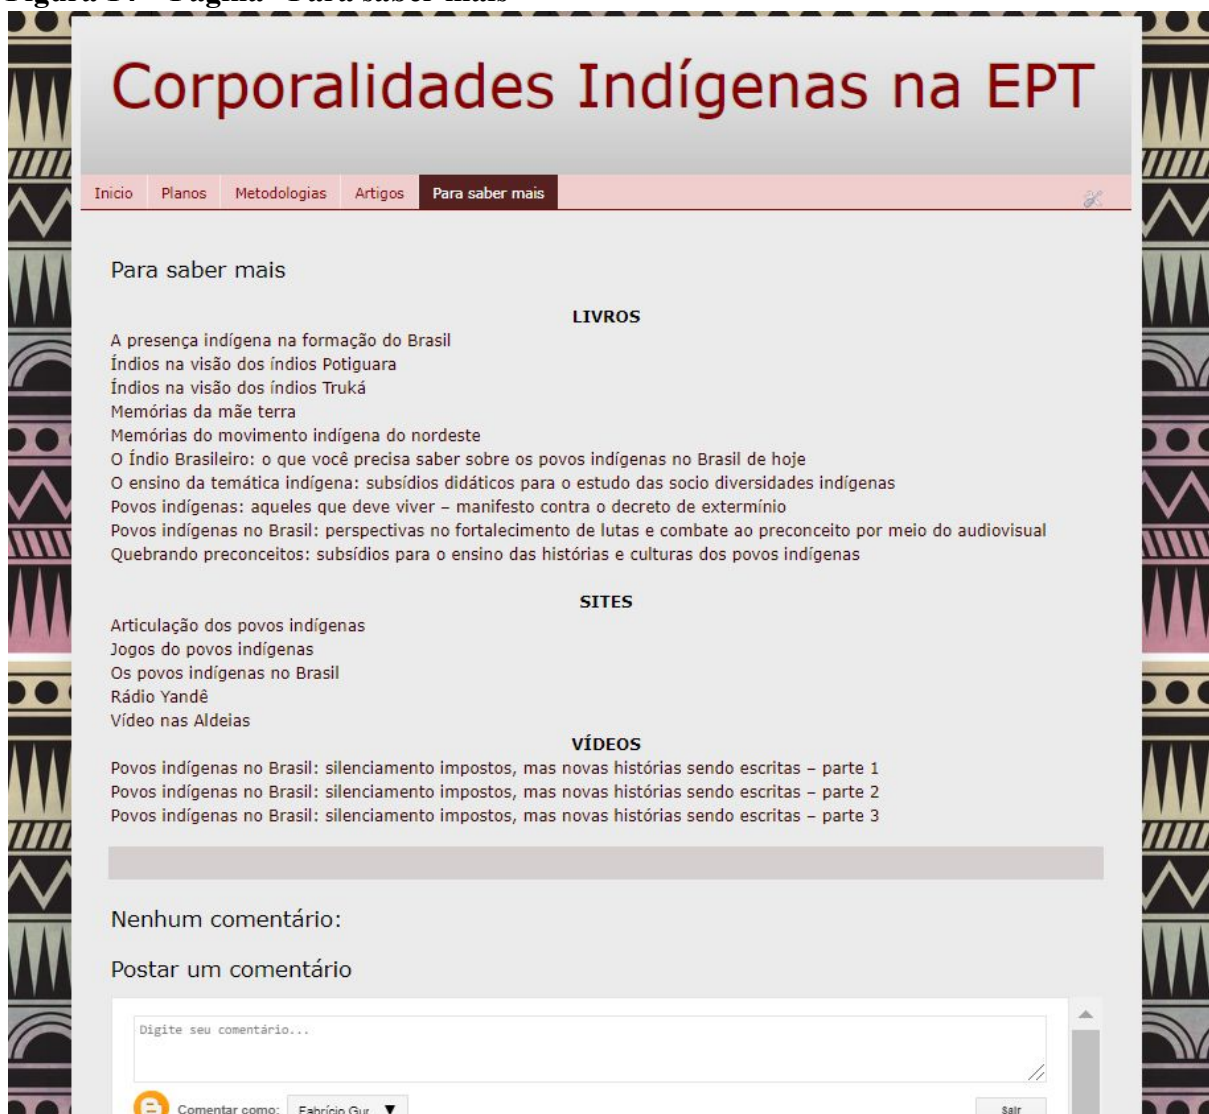 Corporalidades Indígenas na EPT
Inicio Planos Metodologias Artigos Para saber mais
Para saber mais
LIVROS
A presença indígena na formação do Brasil
Índios na visão dos índios Potiguara
Índios na visão dos índios Truká
Memórias da mãe terra
Memórias do movimento indígena do nordeste
O Índio Brasileiro: o que você precisa saber sobre os povos indígenas no Brasil de hoje
O ensino da temática indígena: subsídios didáticos para o estudo das socio diversidades indígenas
Povos indígenas: aqueles que deve viver – manifesto contra o decreto de extermínio
Povos indígenas no Brasil: perspectivas no fortalecimento de lutas e combate ao preconceito por meio do audiovisual
Quebrando preconceitos: subsídios para o ensino das histórias e culturas dos povos indígenas
SITES
Articulação dos povos indígenas
Jogos do povos indígenas
Os povos indígenas no Brasil
Rádio Yandê
Vídeo nas Aldeias
VÍDEOS
Povos indígenas no Brasil: silenciamento impostos, mas novas histórias sendo escritas – parte 1
Povos indígenas no Brasil: silenciamento impostos, mas novas histórias sendo escritas – parte 2
Povos indígenas no Brasil: silenciamento impostos, mas novas histórias sendo escritas – parte 3
Nenhum comentário:
Postar um comentário
Digite seu comentário...
Comentar como: Fabrício Gur Sair